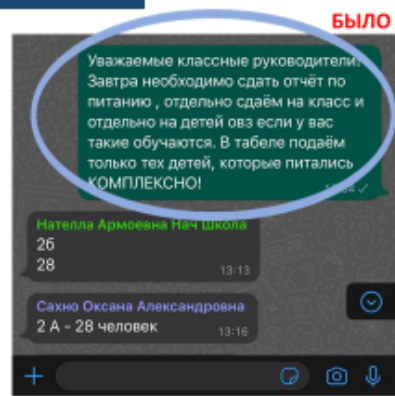 БЫЛО
Уважаемые классные руководители!
Завтра необходимо сдать отчёт по
питанию , отдельно сдаём на класс и
отдельно на детей овз если у вас
такие обучаются. В табеле подаём
только тех детей, которые питались
КОМПЛЕКСНО!
Нателла Армоевна Нач Школа
26
28
13:13
Сахно Оксана Александровна
2 А - 28 человек
13:16